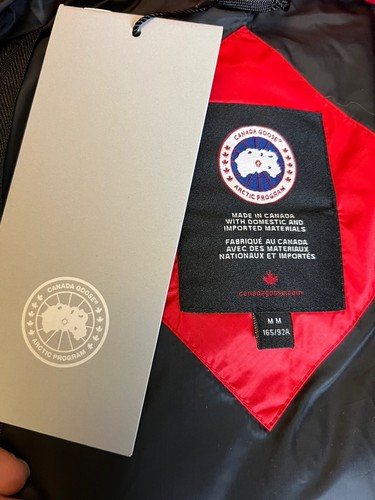 CANADA GOOSE®
ARCTIC PROGRAM
CANADA GOOSE®
ARCTIC PROGRAM
MADE IN CANADA
WITH DOMESTIC AND
IMPORTED MATERIALS
FABRIQUÉ AU CANADA
AVEC DES MATERIAUX
NATIONAUX ET IMPORTÉS
canadagoose.com
M M
165/92A